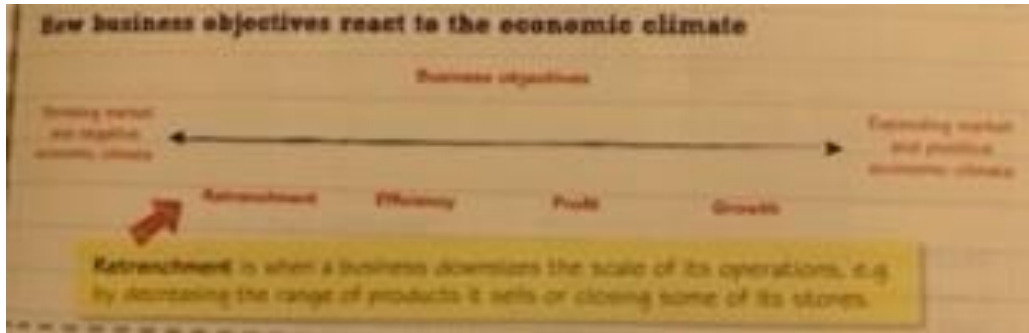 How business objectives react to the economic climate
Business objectives
Shrinking market
and negative
economic climate
Expanding market
and positive
economic climate
Retrenchment Efficiency Profit Growth
Retrenchment is when a business downsizes the scale of its operations, e.g.
by decreasing the range of products it sells or closing some of its stores.